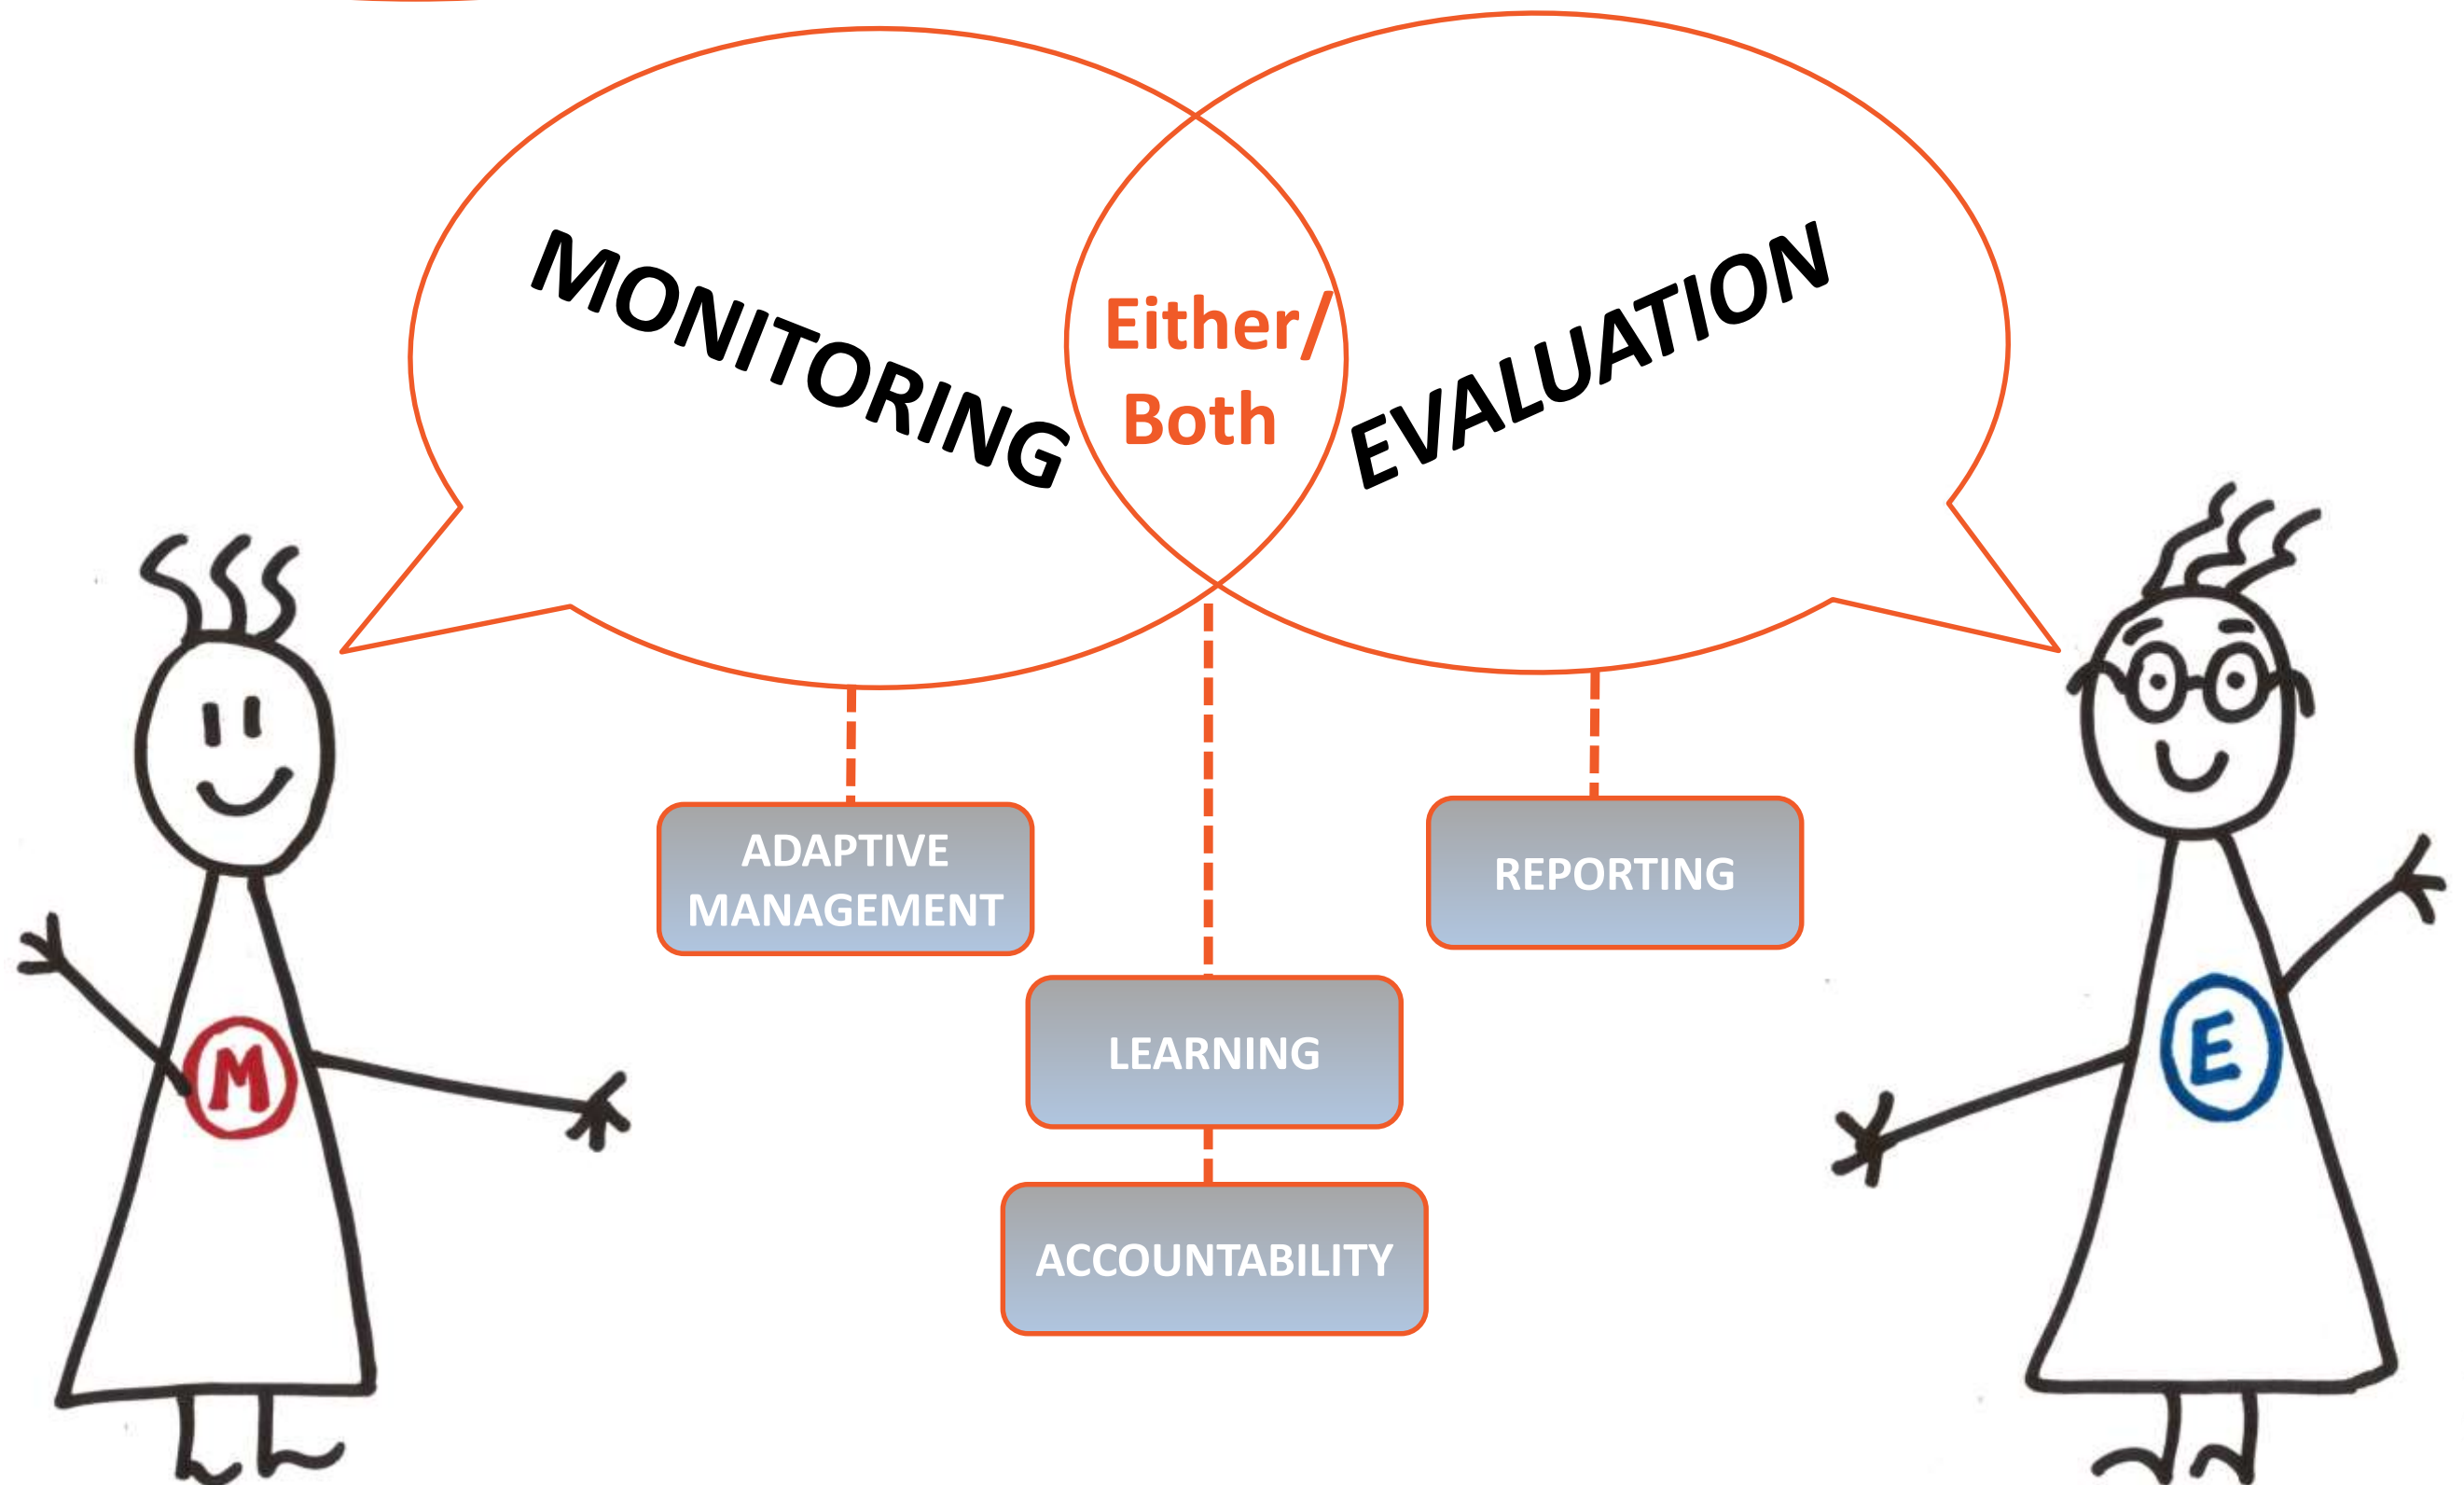 MONITORING
Either/
Both
EVALUATION
ADAPTIVE
MANAGEMENT
REPORTING
LEARNING
ACCOUNTABILITY
M
E